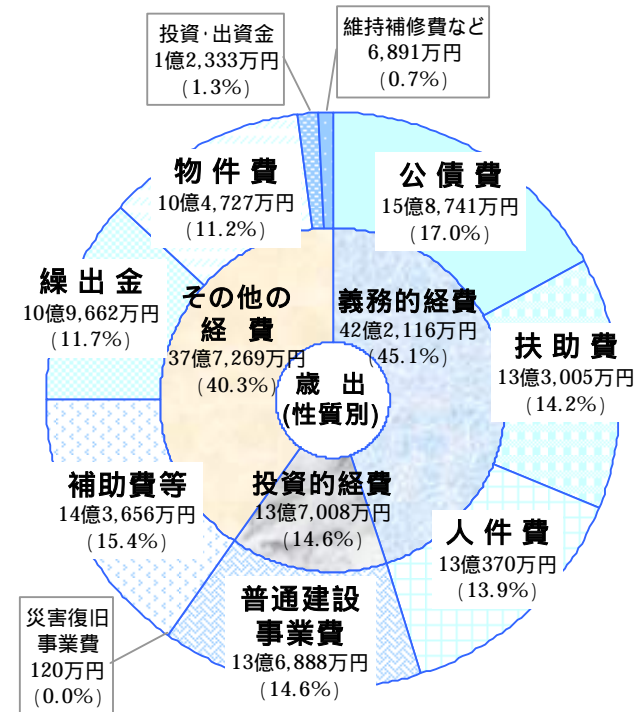 投資・出資金
1億2,333万円
(1.3%)
維持補修費など
6,891万円
(0.7%)
物件費
10億4,727万円
(11.2%)
公債費
15億8,741万円
(17.0%)
繰出金
10億9,662万円
(11.7%)
その他の
経費
37億7,269万円
(40.3%)
義務的経費
42億2,116万円
(45.1%)
扶助費
13億3,005万円
(14.2%)
歳出
(性質別)
補助費等
14億3,656万円
(15.4%)
投資的経費
13億7,008万円
(14.6%)
人件費
13億370万円
(13.9%)
普通建設
事業費
13億6,888万円
(14.6%)
災害復旧
事業費
120万円
(0.0%)